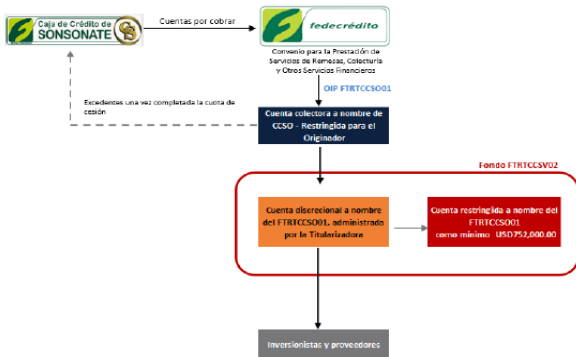 Caja de Crédito de
SONSONATE
Cuentas por cobrar
fedecrédito
Convenio para la Prestación de
Servicios de Remesas, Colecturía
y Otros Servicios Financieros
OIP FTRTCCSO01
Excedentes una vez completada la cuota de
cesión
Cuenta colectora a nombre de
CCSO - Restringida para el
Originador
Fondo FTRTCCSV02
Cuenta discrecional a nombre
del FTRTCCSO01, administrado
por la Titularizadora
Cuenta restringida a nombre del
FTRTCCSO01
como mínimo USD752,000.00
Inversionistas y proveedores